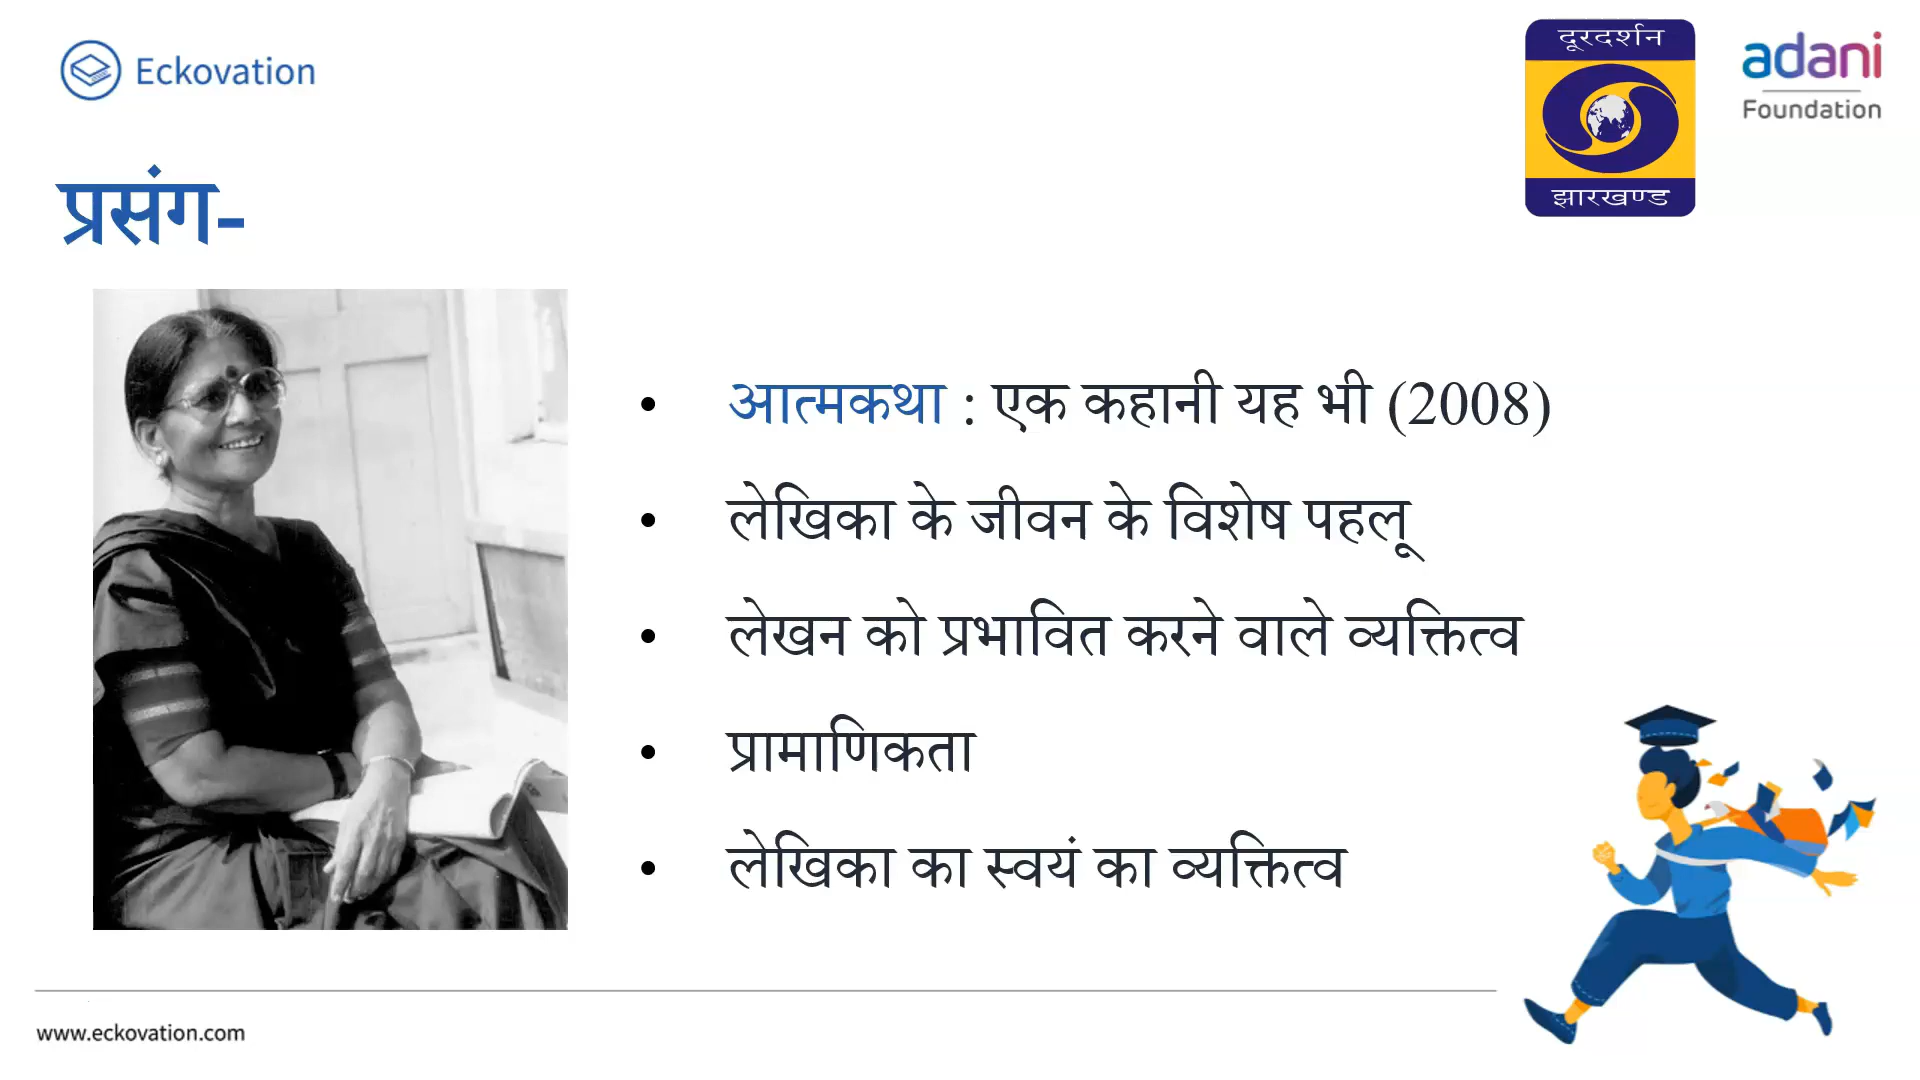 Eckovation
दूरदर्शन
झारखण्ड
adani
Foundation
प्रसंग-
• आत्मकथा : एक कहानी यह भी (2008)
• लेखिका के जीवन के विशेष पहलू
• लेखन को प्रभावित करने वाले व्यक्तित्व
• प्रामाणिकता
• लेखिका का स्वयं का व्यक्तित्व
www.eckovation.com